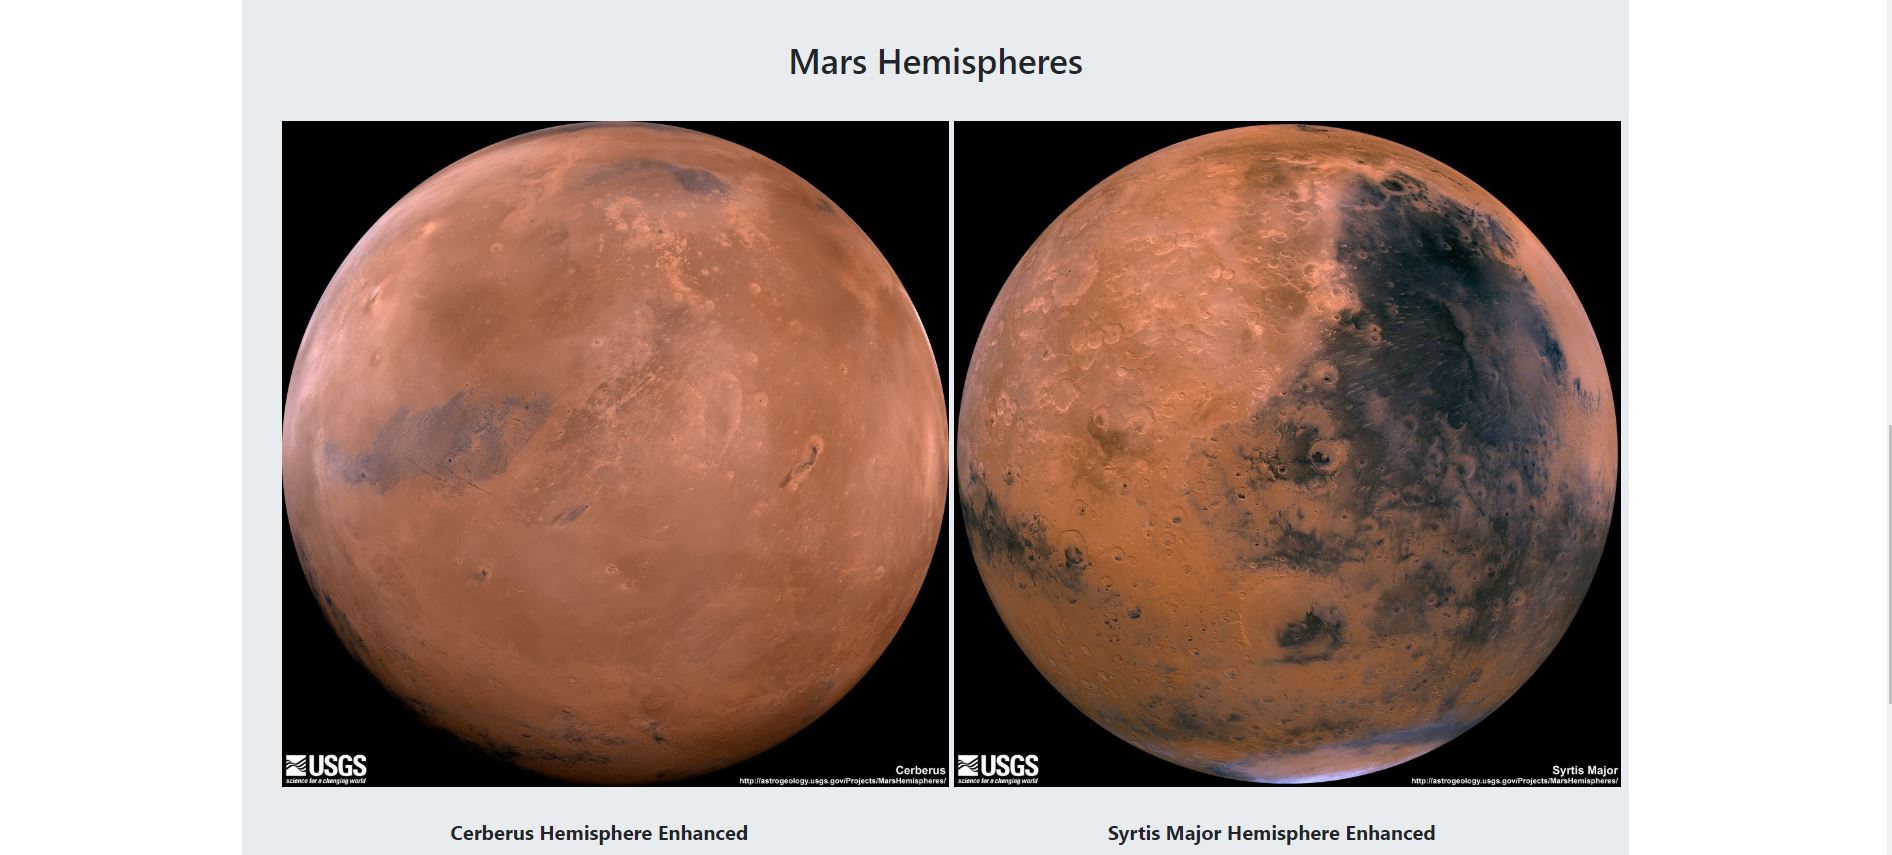 Mars Hemispheres
USGS
science for a changing world
Cerberus
http://astrogeology.usgs.gov/Projects/MarsHemispheres/
USGS
science for a changing world
Syrtis Major
http://astrogeology.usgs.gov/Projects/MarsHemispheres/
Cerberus Hemisphere Enhanced
Syrtis Major Hemisphere Enhanced